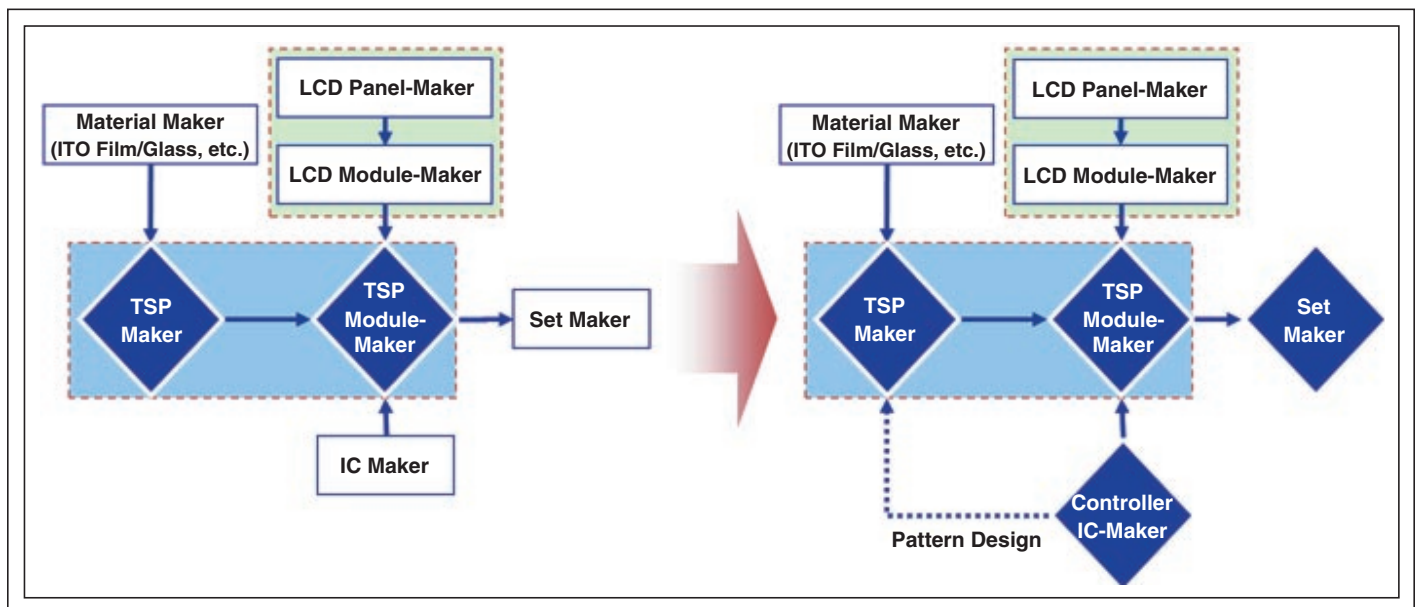 LCD Panel-Maker
Material Maker
(ITO Film/Glass, etc.)
LCD Module-Maker
TSP
Maker
TSP
Module-
Maker
Set Maker
IC Maker
LCD Panel-Maker
Material Maker
(ITO Film/Glass, etc.)
LCD Module-Maker
TSP
Maker
TSP
Module-
Maker
Set
Maker
Controller
IC-Maker
Pattern Design